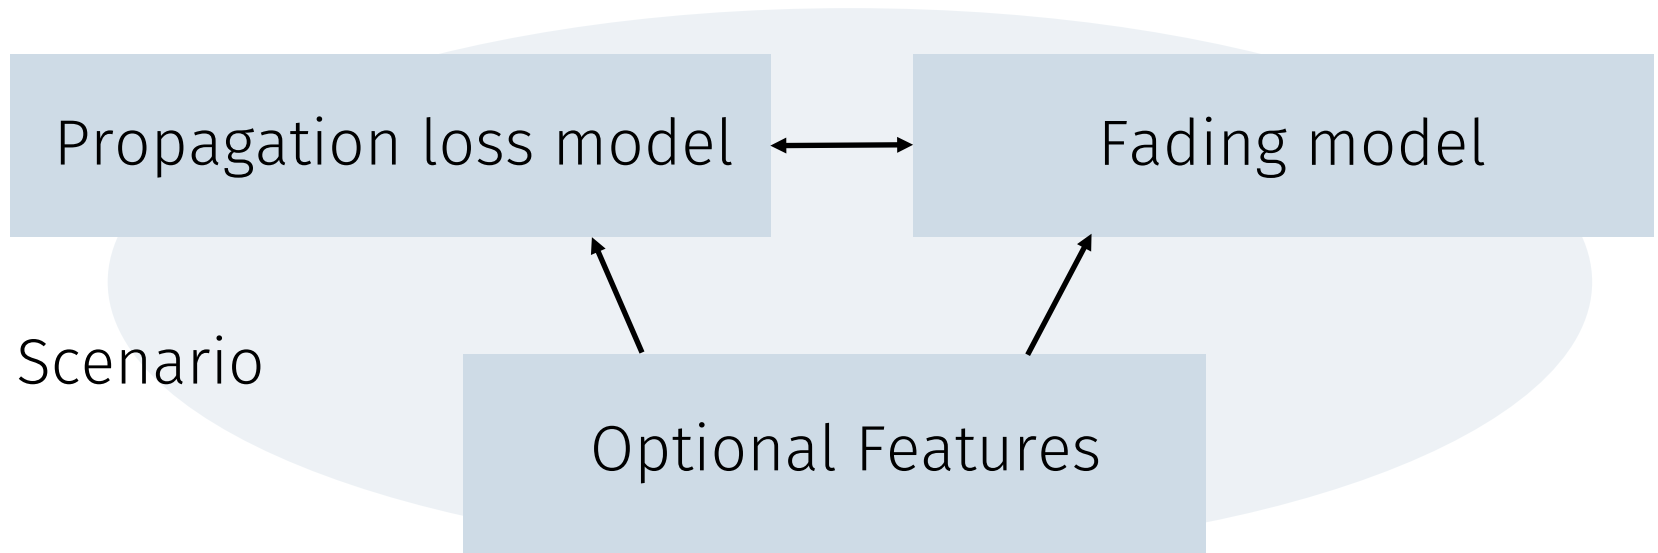 Propagation loss model
Fading model
Scenario
Optional Features